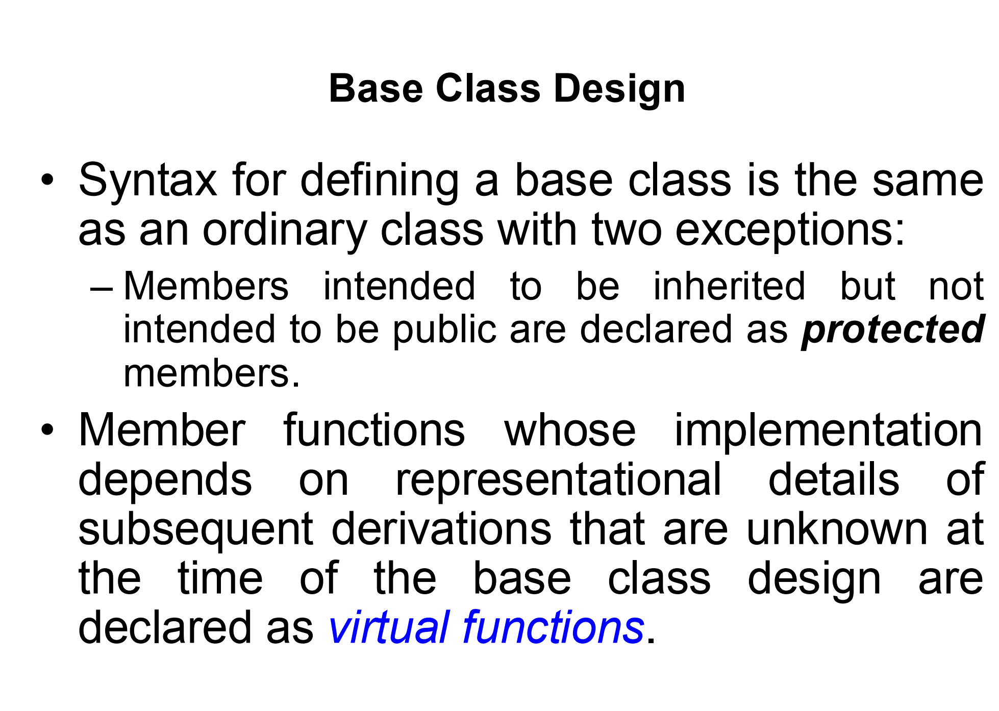 Base Class Design
• Syntax for defining a base class is the same
as an ordinary class with two exceptions:
– Members intended to be inherited but not
intended to be public are declared as protected
members.
• Member functions whose implementation
depends on representational details of
subsequent derivations that are unknown at
the time of the base class design are
declared as virtual functions.